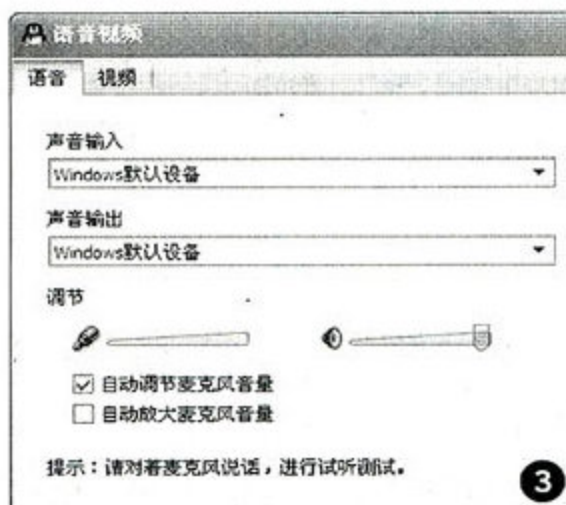 语音视频
语音 视频
声音输入
Windows默认设备
声音输出
Windows默认设备
调节
自动调节麦克风音量
自动放大麦克风音量
提示：请对着麦克风说话，进行试听测试。
3